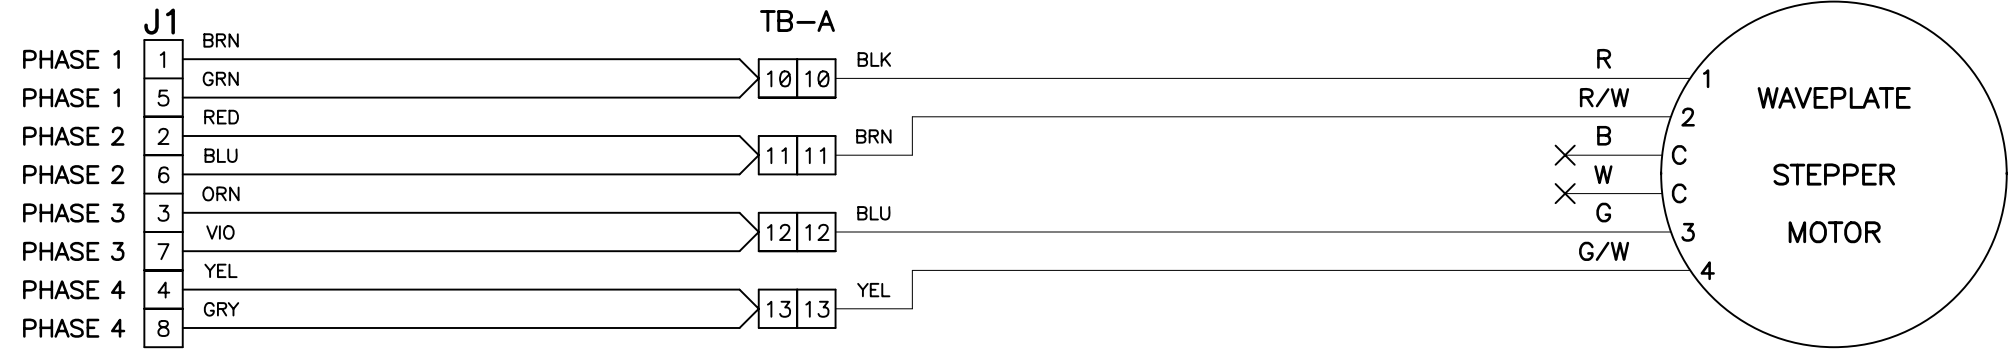 J1 TB-A
BRN
PHASE 1 1 10 10 BLK R 1
GRN
PHASE 1 5 R/W 2 WAVEPLATE
RED
PHASE 2 2 11 11 BRN B C
BLU
PHASE 2 6 W C STEPPER
ORN
PHASE 3 3 12 12 BLU G 3 MOTOR
VIO
PHASE 3 7 G/W 4
YEL
PHASE 4 4 13 13 YEL
GRY
PHASE 4 8